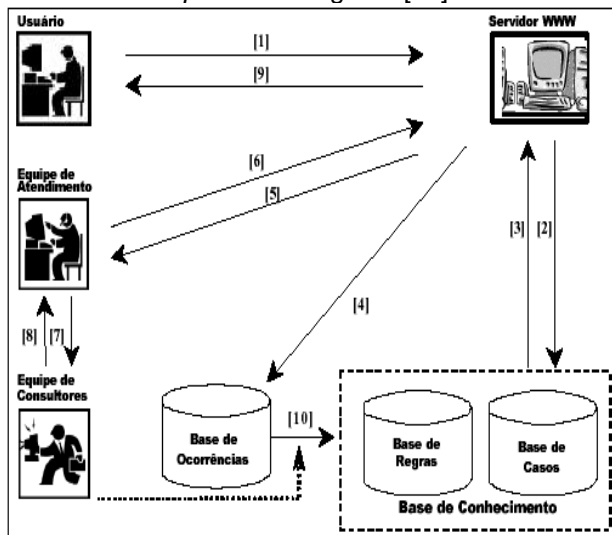 Usuário
Servidor WWW
[1]
[9]
Equipe de
Atendimento
[6]
[5]
[3]
[2]
[4]
[8]
[7]
Equipe de
Consultores
Base de
Ocorrências
[10]
Base de
Regras
Base de
Casos
Base de Conhecimento